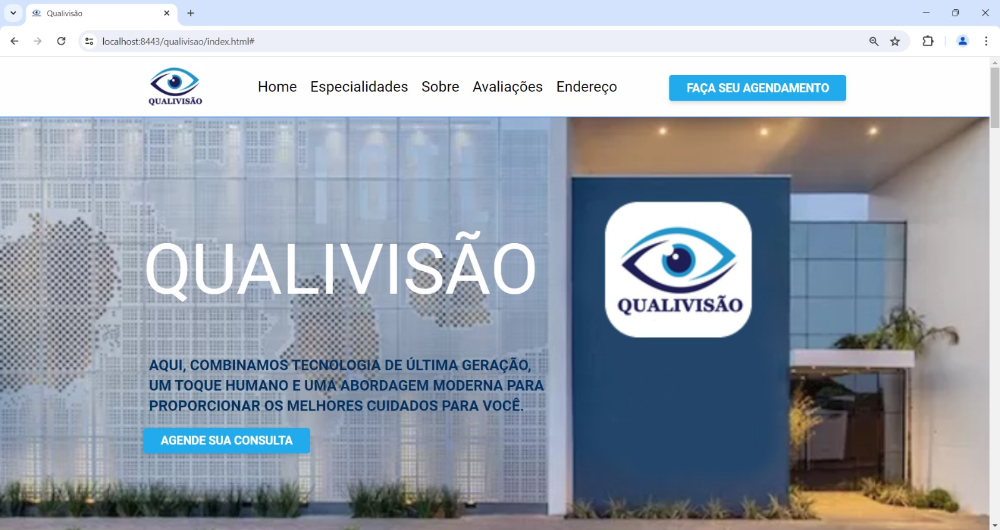 Qualivisão
localhost:8443/qualivisao/index.html#
QUALIVISÃO
Home Especialidades Sobre Avaliações Endereço
FAÇA SEU AGENDAMENTO
QUALIVISÃO
QUALIVISÃO
AQUI, COMBINAMOS TECNOLOGIA DE ÚLTIMA GERAÇÃO,
UM TOQUE HUMANO E UMA ABORDAGEM MODERNA PARA
PROPORCIONAR OS MELHORES CUIDADOS PARA VOCÊ.
AGENDE SUA CONSULTA